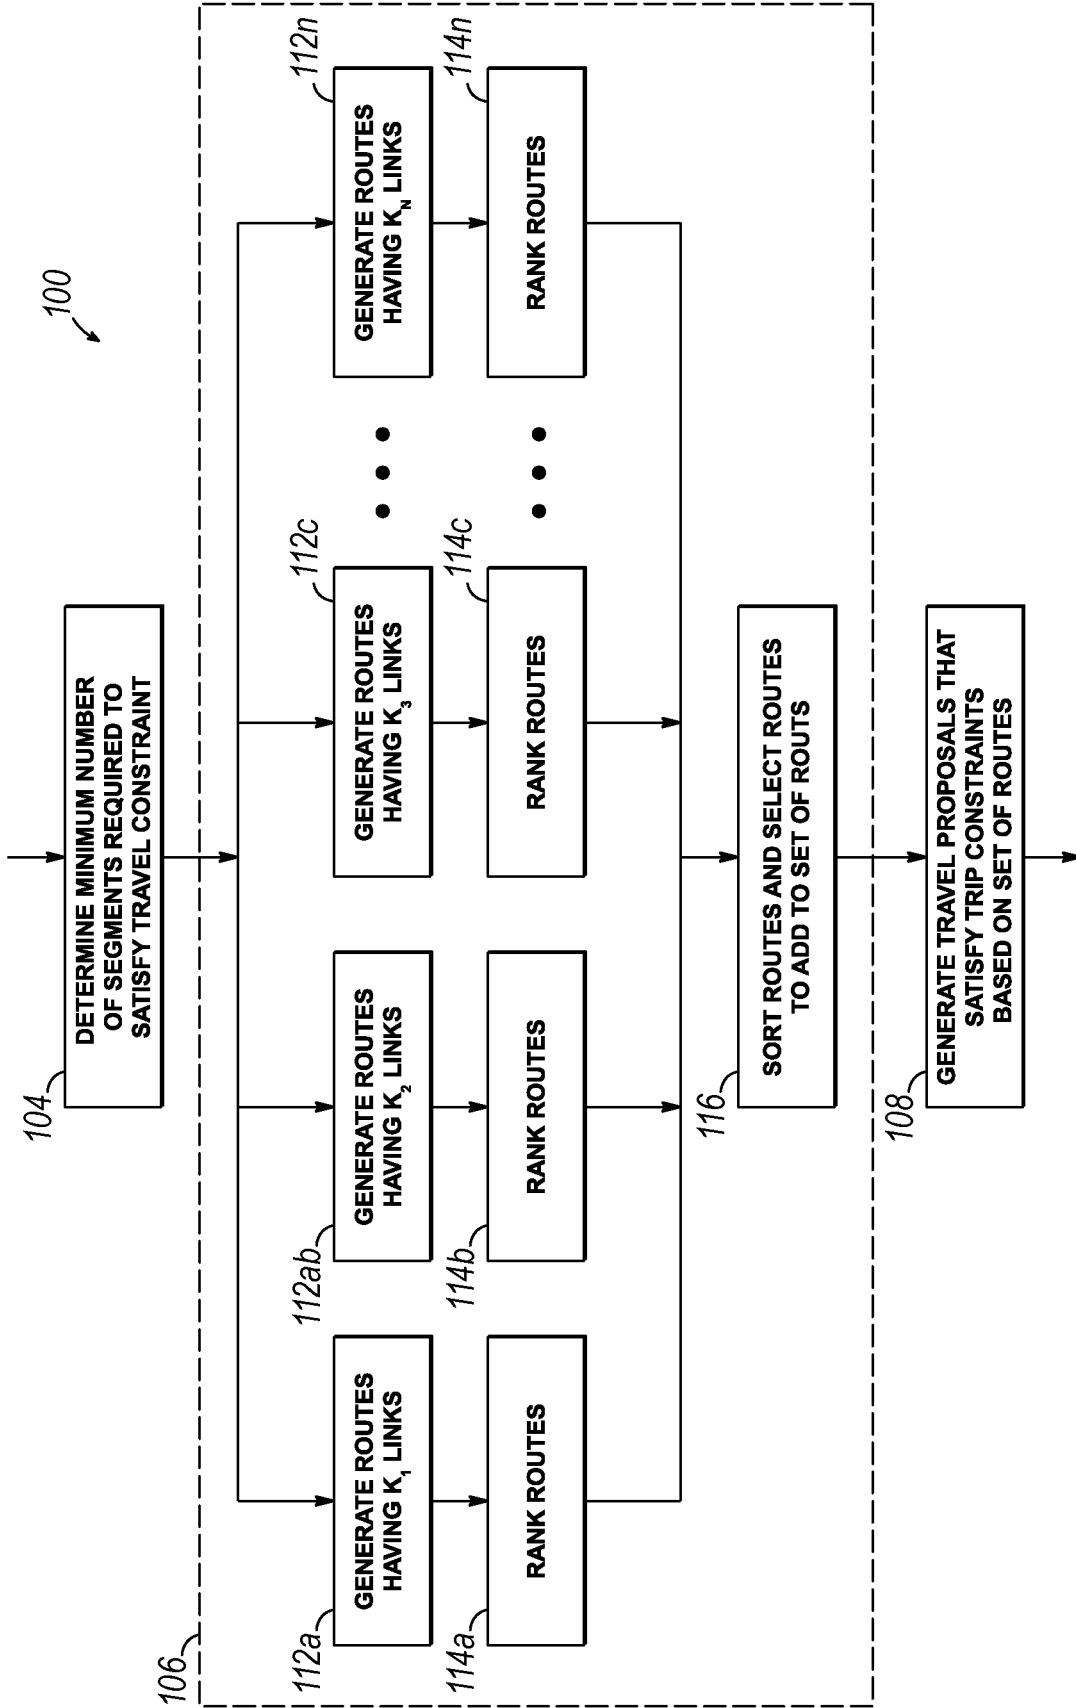 100
104
DETERMINE MINIMUM NUMBER
OF SEGMENTS REQUIRED TO
SATISFY TRAVEL CONSTRAINT
106
112a
GENERATE ROUTES
HAVING K₁ LINKS
112ab
GENERATE ROUTES
HAVING K₂ LINKS
112c
GENERATE ROUTES
HAVING K₃ LINKS
112n
GENERATE ROUTES
HAVING K_N LINKS
114a
RANK ROUTES
114b
RANK ROUTES
114c
RANK ROUTES
114n
RANK ROUTES
116
SORT ROUTES AND SELECT ROUTES
TO ADD TO SET OF ROUTS
108
GENERATE TRAVEL PROPOSALS THAT
SATISFY TRIP CONSTRAINTS
BASED ON SET OF ROUTES